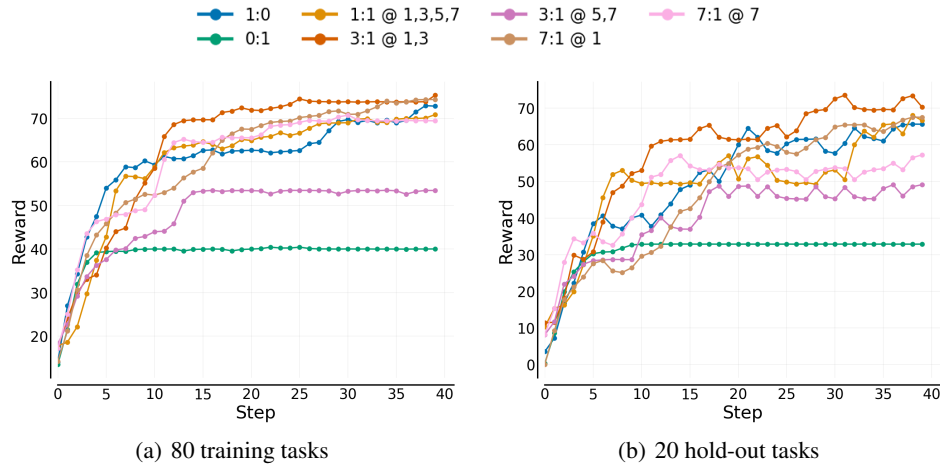 1:0 1:1 @ 1,3,5,7 3:1 @ 5,7 7:1 @ 7
0:1 3:1 @ 1,3 7:1 @ 1
Reward
70
60
50
40
30
20
0 5 10 15 20 25 30 35 40
Step
(a) 80 training tasks
Reward
70
60
50
40
30
20
10
0
0 5 10 15 20 25 30 35 40
Step
(b) 20 hold-out tasks